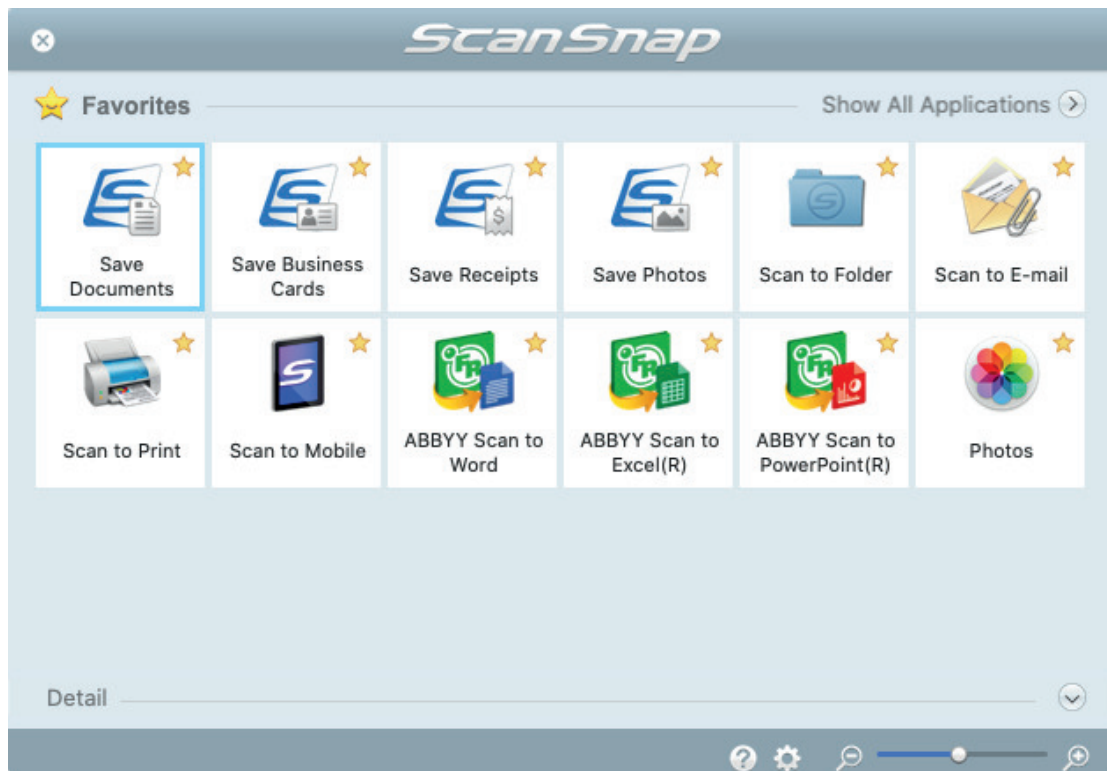 ScanSnap
Favorites
Show All Applications
Save
Documents
Save Business
Cards
Save Receipts
Save Photos
Scan to Folder
Scan to E-mail
Scan to Print
Scan to Mobile
ABBYY Scan to
Word
ABBYY Scan to
Excel(R)
ABBYY Scan to
PowerPoint(R)
Photos
Detail